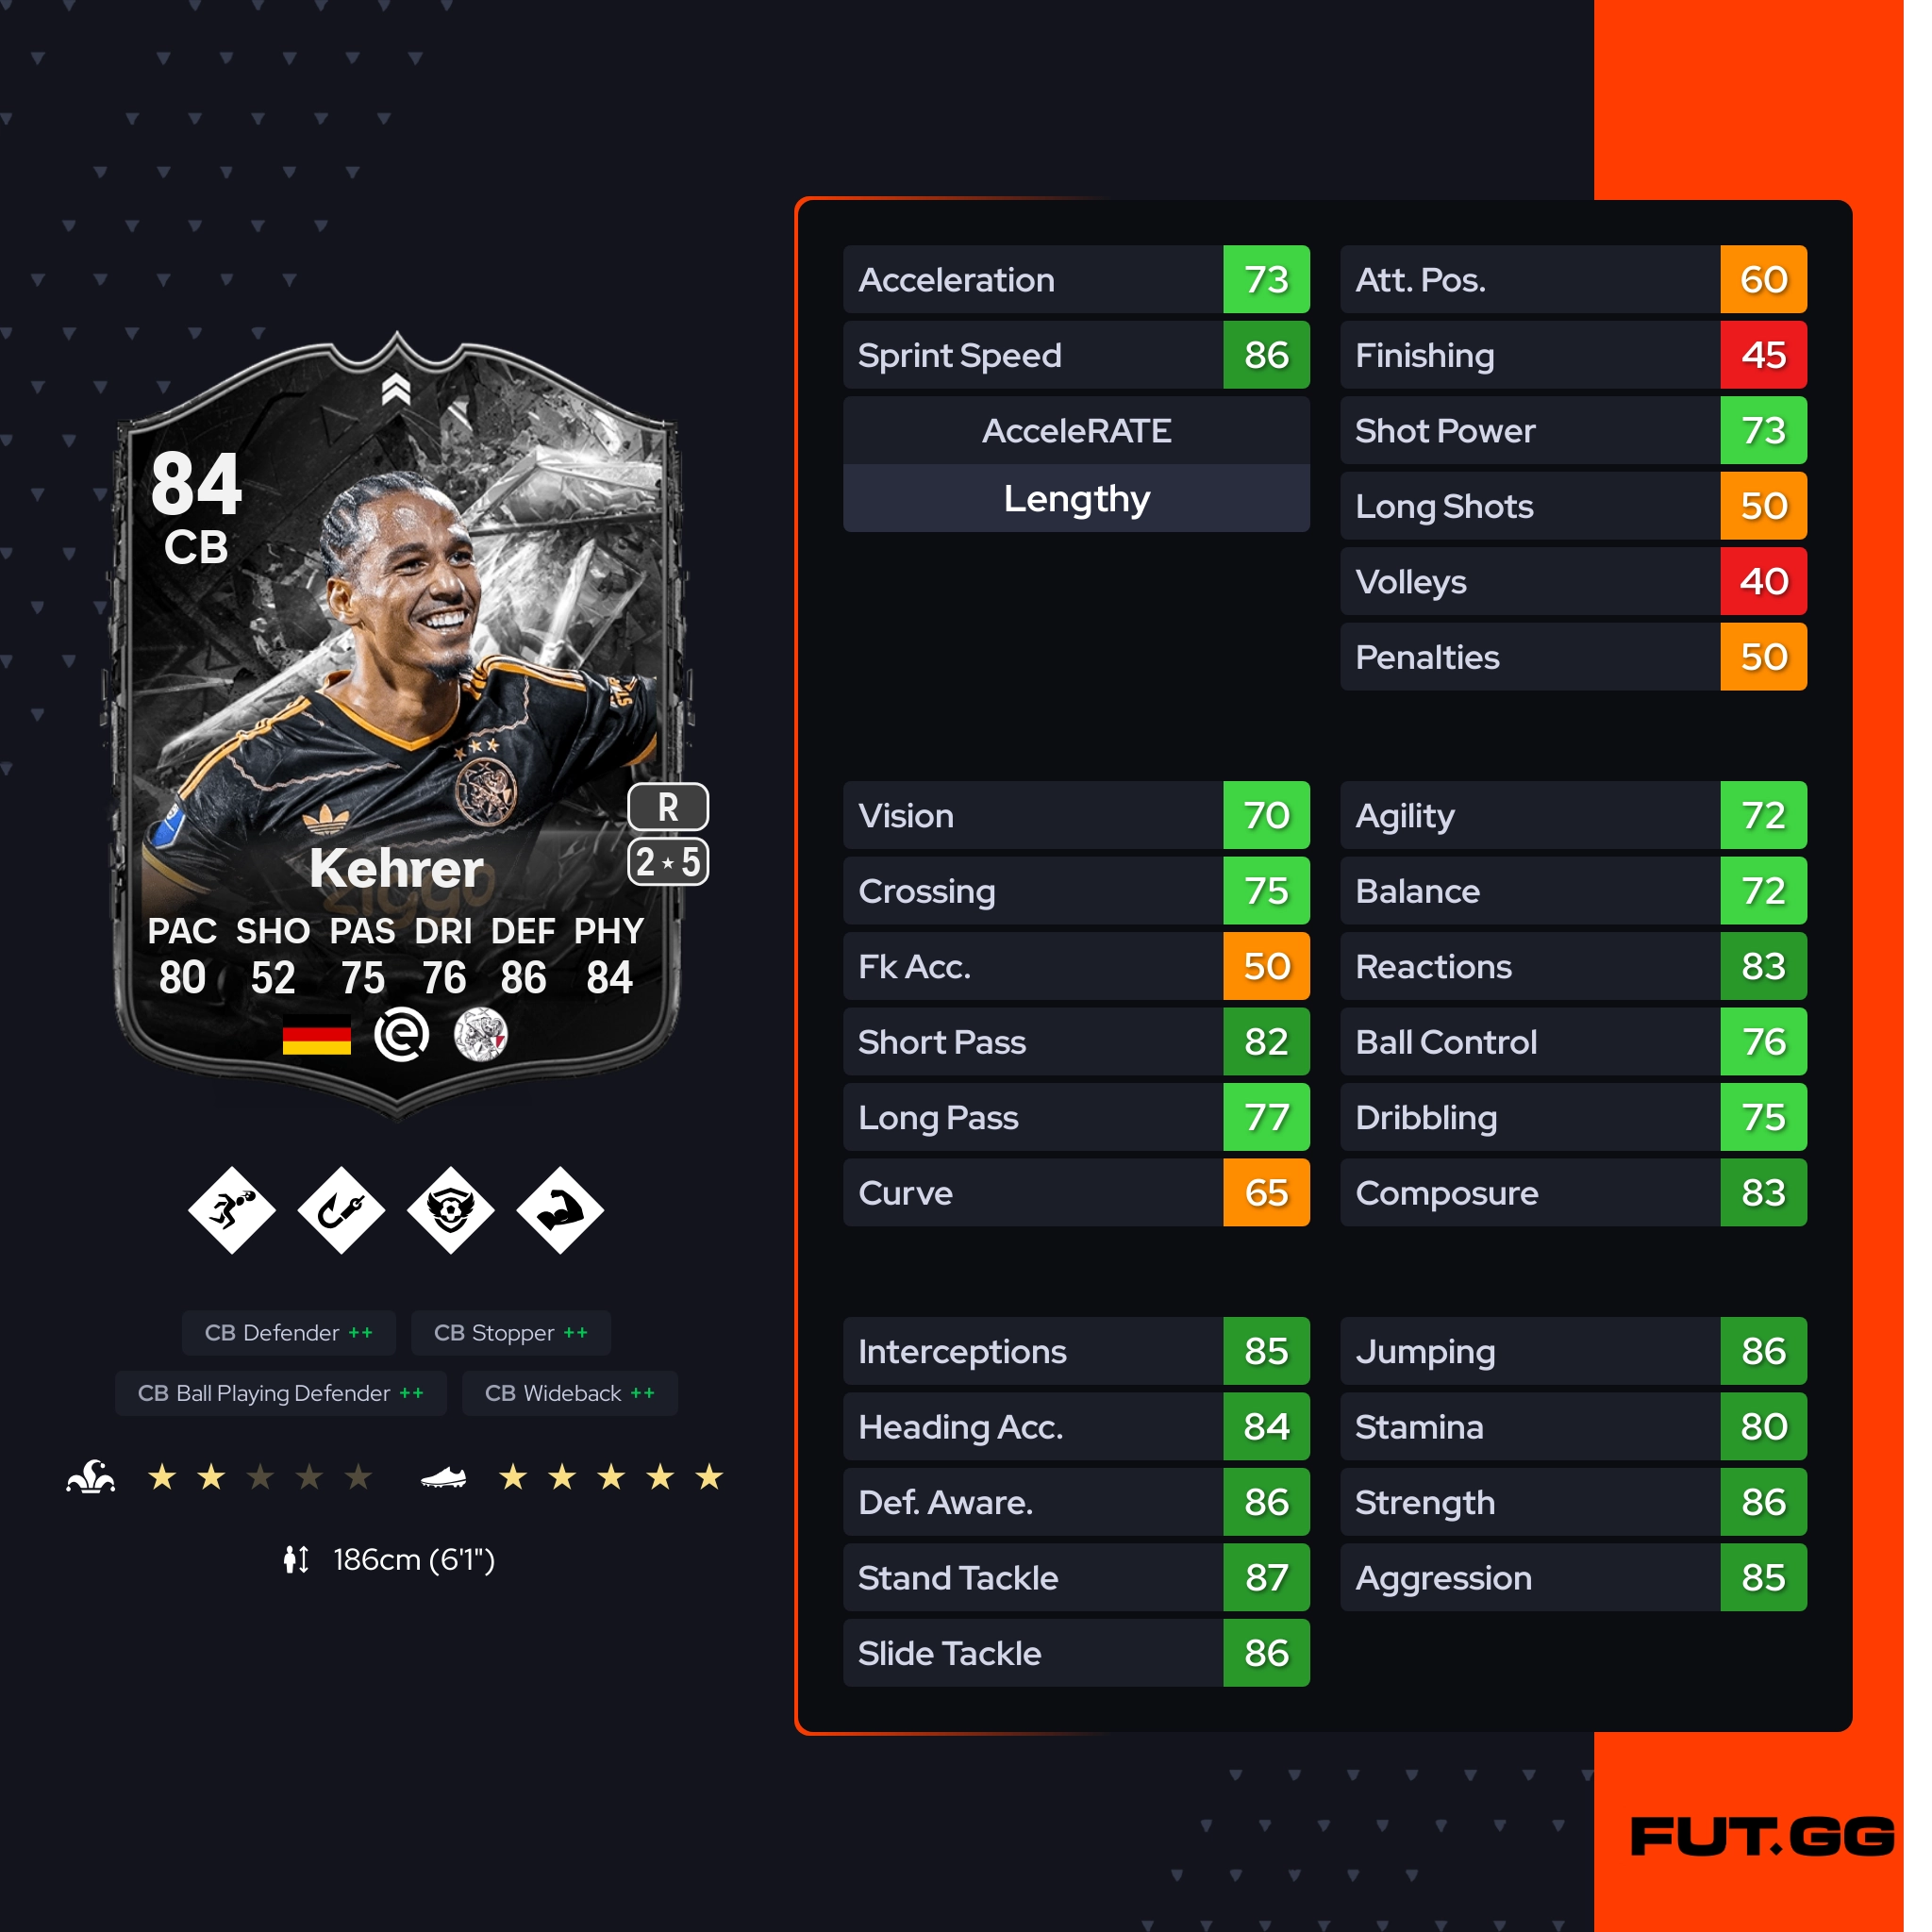 84
CB
R
2 ★ 5
Kehrer
PAC SHO PAS DRI DEF PHY
80 52 75 76 86 84
CB Defender ++ CB Stopper ++
CB Ball Playing Defender ++ CB Wideback ++
186cm (6'1")
Acceleration 73
Sprint Speed 86
AcceleRATE
Lengthy
Att. Pos. 60
Finishing 45
Shot Power 73
Long Shots 50
Volleys 40
Penalties 50
Vision 70
Crossing 75
Fk Acc. 50
Short Pass 82
Long Pass 77
Curve 65
Agility 72
Balance 72
Reactions 83
Ball Control 76
Dribbling 75
Composure 83
Interceptions 85
Heading Acc. 84
Def. Aware. 86
Stand Tackle 87
Slide Tackle 86
Jumping 86
Stamina 80
Strength 86
Aggression 85
FUT.GG